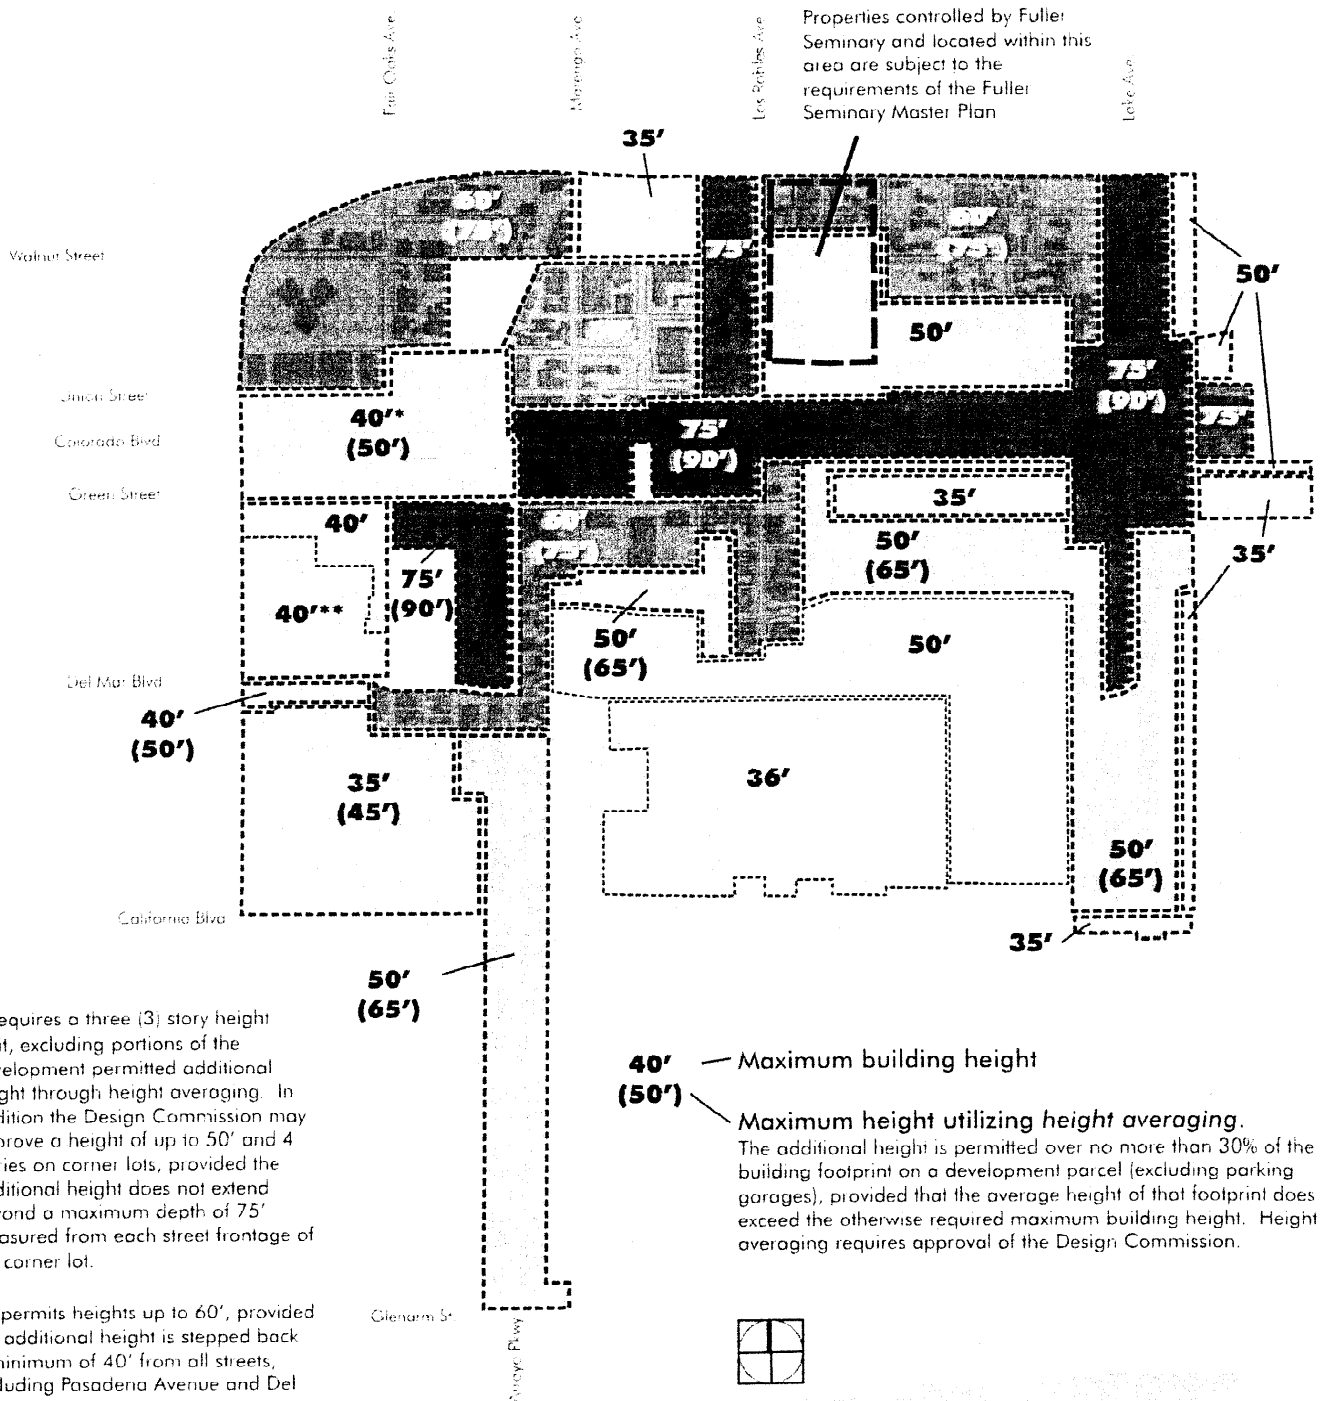 Fair Oaks Ave.
Marengo Ave
Los Robles Ave
Lake Ave.
Properties controlled by Fuller
Seminary and located within this
area are subject to the
requirements of the Fuller
Seminary Master Plan
35'
60'
(75')
75'
60'
(75')
Walnut Street
50'
50'
75'
(90')
75'
Union Street
40'*
(50')
Colorado Blvd
75'
(90')
Green Street
35'
40'
60'
(75')
50'
(65')
35'
75'
(90')
40'**
50'
(65')
50'
Del Mar Blvd
40'
(50')
35'
(45')
36'
50'
(65')
California Blvd
35'
50'
(65')
equires a three (3) story height
t, excluding portions of the
velopment permitted additional
ght through height averaging. In
dition the Design Commission may
prove a height of up to 50' and 4
ries on corner lots, provided the
ditional height does not extend
yond a maximum depth of 75'
asured from each street frontage of
corner lot.
permits heights up to 60', provided
additional height is stepped back
minimum of 40' from all streets,
luding Pasadena Avenue and Del
40'
(50')
Maximum building height
Maximum height utilizing height averaging.
The additional height is permitted over no more than 30% of the
building footprint on a development parcel (excluding parking
garages), provided that the average height of that footprint does
exceed the otherwise required maximum building height. Height
averaging requires approval of the Design Commission.
Glenarm St.
Arroyo Pkwy